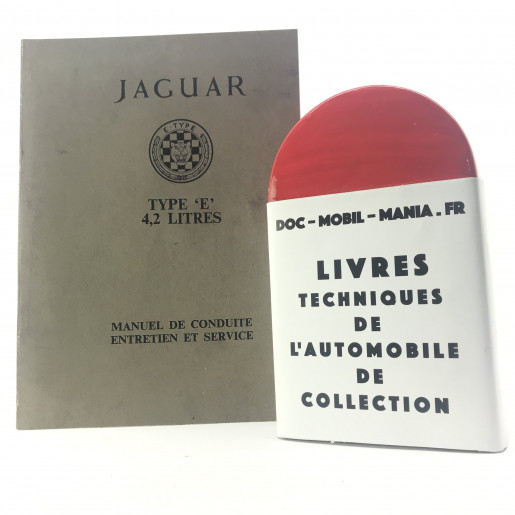 JAGUAR
E TYPE
TYPE 'E'
4,2 LITRES
MANUEL DE CONDUITE
ENTRETIEN ET SERVICE
DOC-MOBIL-MANIA.FR
LIVRES
TECHNIQUES
DE
L'AUTOMOBILE
DE
COLLECTION